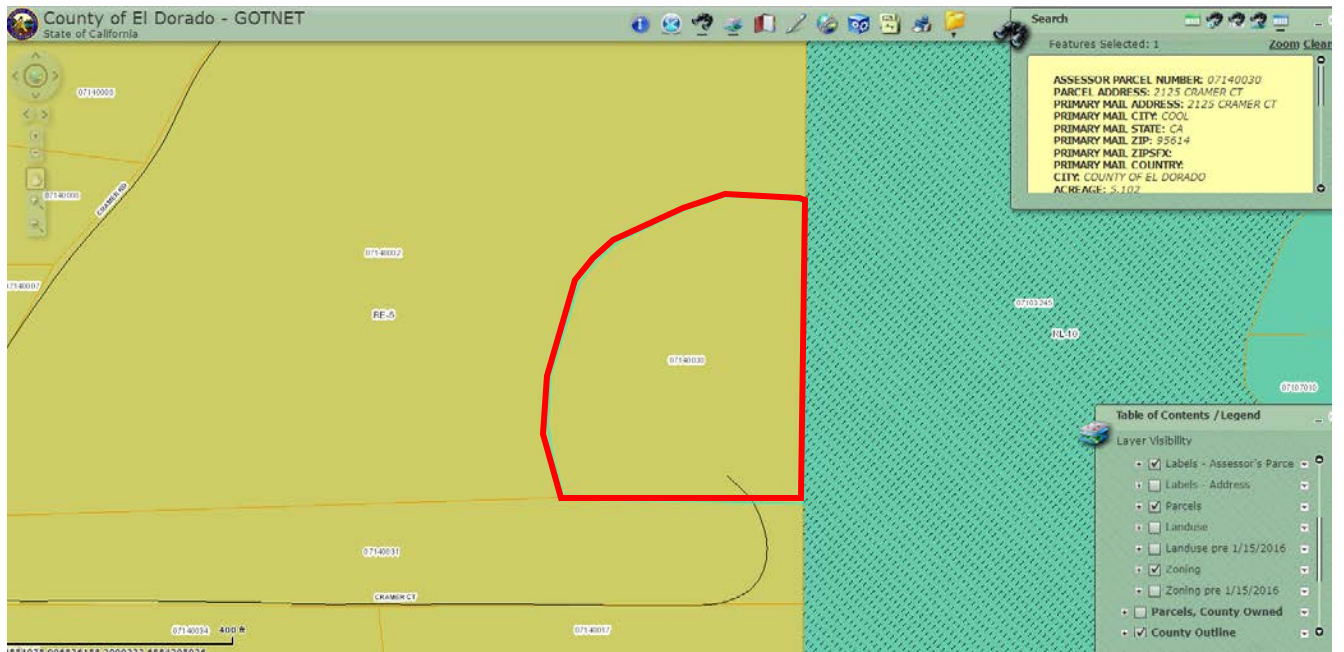 County of El Dorado - GOTNET
State of California
Search
Features Selected: 1
Zoom Clear
ASSESSOR PARCEL NUMBER: 07140030
PARCEL ADDRESS: 2125 CRAMER CT
PRIMARY MAIL ADDRESS: 2125 CRAMER CT
PRIMARY MAIL CITY: COOL
PRIMARY MAIL STATE: CA
PRIMARY MAIL ZIP: 95614
PRIMARY MAIL ZIPSFX:
PRIMARY MAIL COUNTRY:
CITY: COUNTY OF EL DORADO
ACREAGE: 5.102
07140008
07140006
CRAMER RD
07140007
07140002
RE-5
07140030
07103245
RL-10
07107010
07140031
CRAMER CT
07140034
400 ft
07140017
Table of Contents / Legend
Layer Visibility
Labels - Assessor's Parce
Labels - Address
Parcels
Landuse
Landuse pre 1/15/2016
Zoning
Zoning pre 1/15/2016
Parcels, County Owned
County Outline